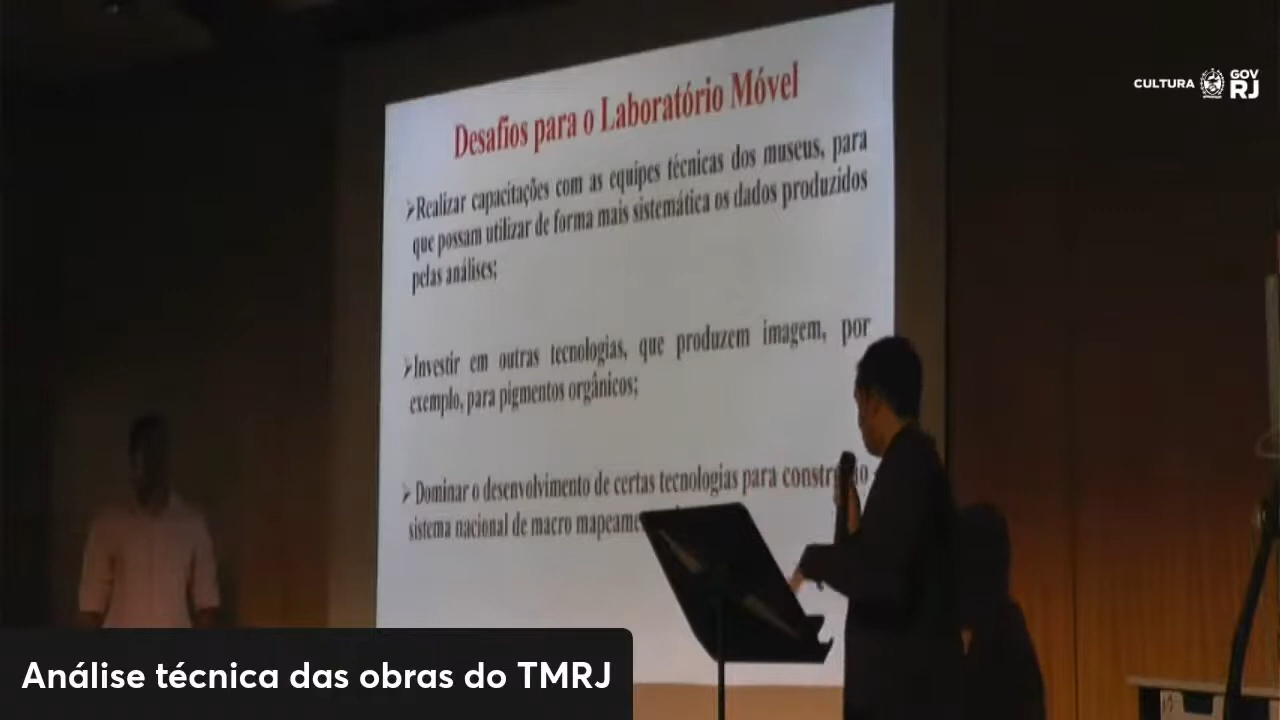 CULTURA GOV RJ
Desafios para o Laboratório Móvel
➢Realizar capacitações com as equipes técnicas dos museus, para
que possam utilizar de forma mais sistemática os dados produzidos
pelas análises;
➢Investir em outras tecnologias, que produzem imagem, por
exemplo, para pigmentos orgânicos;
➢ Dominar o desenvolvimento de certas tecnologias para
sistema nacional de macro
Análise técnica das obras do TMRJ